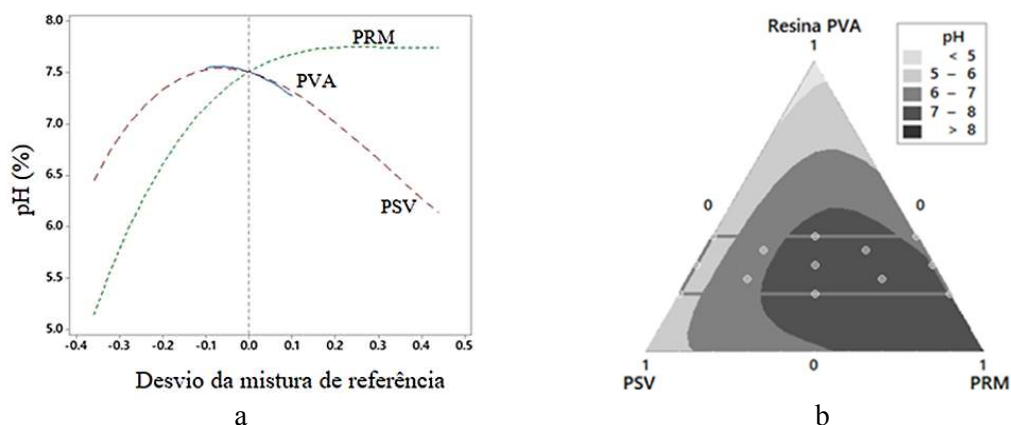 8.0
7.5
7.0
6.5
6.0
5.5
5.0
pH (%)
PRM
PVA
PSV
-0.4 -0.3 -0.2 -0.1 0.0 0.1 0.2 0.3 0.4 0.5
Desvio da mistura de referência
a
Resina PVA
1
pH
< 5
5 – 6
6 – 7
7 – 8
> 8
0 0
1 0 1
PSV PRM
b